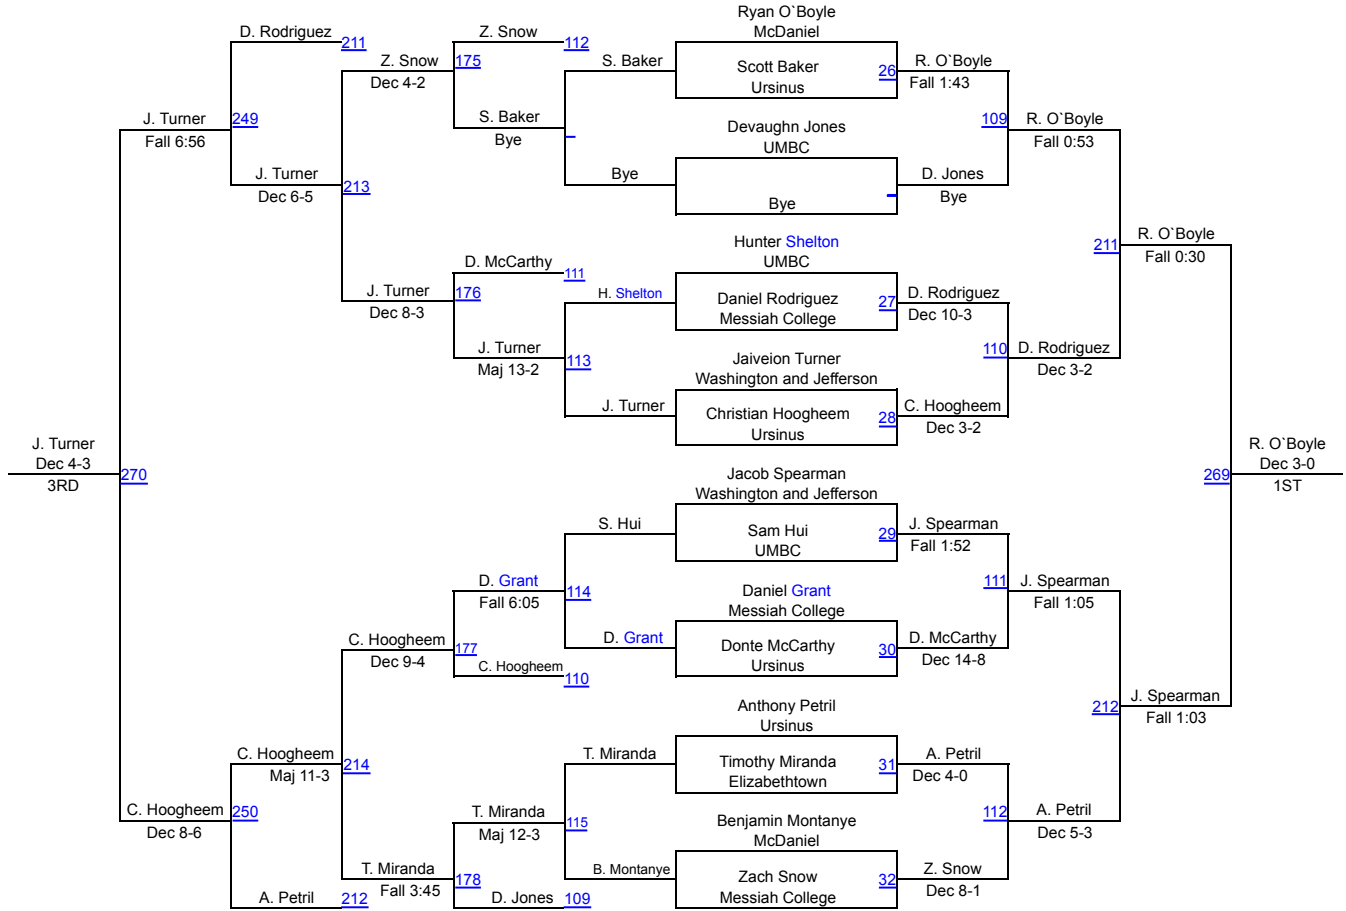 Ryan O`Boyle
McDaniel
D. Rodriguez
211
Z. Snow
112
Z. Snow
Dec 4-2
175
S. Baker
Scott Baker
Ursinus
26
R. O`Boyle
Fall 1:43
J. Turner
Fall 6:56
249
S. Baker
Bye
Devaughn Jones
UMBC
109
R. O`Boyle
Fall 0:53
J. Turner
Dec 6-5
213
Bye
Bye
D. Jones
Bye
Hunter Shelton
UMBC
211
R. O`Boyle
Fall 0:30
D. McCarthy
111
J. Turner
Dec 8-3
176
H. Shelton
Daniel Rodriguez
Messiah College
27
D. Rodriguez
Dec 10-3
J. Turner
Maj 13-2
113
Jaiveion Turner
Washington and Jefferson
110
D. Rodriguez
Dec 3-2
J. Turner
Christian Hoogheem
Ursinus
28
C. Hoogheem
Dec 3-2
J. Turner
Dec 4-3
3RD
270
Jacob Spearman
Washington and Jefferson
269
R. O`Boyle
Dec 3-0
1ST
S. Hui
Sam Hui
UMBC
29
J. Spearman
Fall 1:52
D. Grant
Fall 6:05
114
Daniel Grant
Messiah College
111
J. Spearman
Fall 1:05
C. Hoogheem
Dec 9-4
177
D. Grant
Donte McCarthy
Ursinus
30
D. McCarthy
Dec 14-8
C. Hoogheem
110
Anthony Petril
Ursinus
212
J. Spearman
Fall 1:03
C. Hoogheem
Maj 11-3
214
T. Miranda
Timothy Miranda
Elizabethtown
31
A. Petril
Dec 4-0
C. Hoogheem
Dec 8-6
250
T. Miranda
Maj 12-3
115
Benjamin Montanye
McDaniel
112
A. Petril
Dec 5-3
T. Miranda
Fall 3:45
178
B. Montanye
Zach Snow
Messiah College
32
Z. Snow
Dec 8-1
A. Petril
212
D. Jones
109